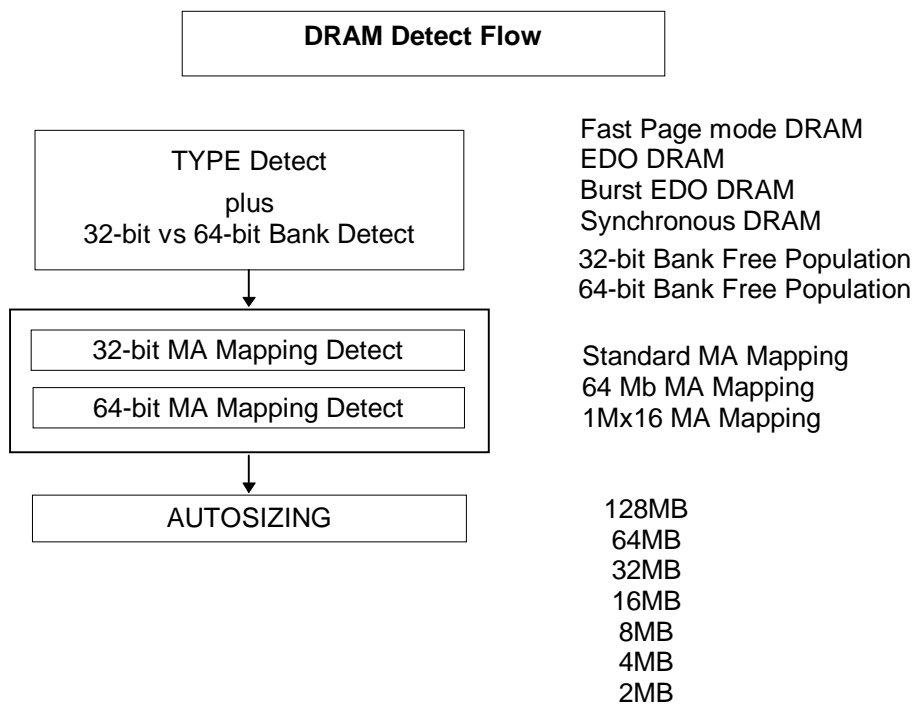 DRAM Detect Flow
TYPE Detect
plus
32-bit vs 64-bit Bank Detect
Fast Page mode DRAM
EDO DRAM
Burst EDO DRAM
Synchronous DRAM
32-bit Bank Free Population
64-bit Bank Free Population
32-bit MA Mapping Detect
64-bit MA Mapping Detect
Standard MA Mapping
64 Mb MA Mapping
1Mx16 MA Mapping
AUTOSIZING
128MB
64MB
32MB
16MB
8MB
4MB
2MB